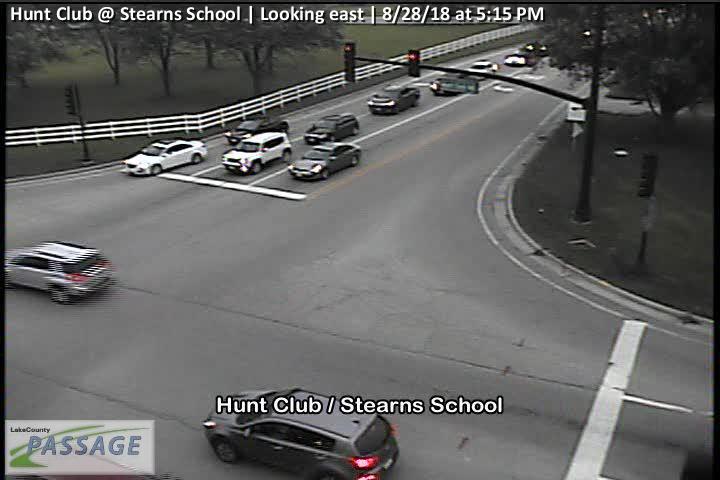 Hunt Club @ Stearns School | Looking east | 8/28/18 at 5:15 PM
Hunt Club / Stearns School
LakeCounty
PASSAGE